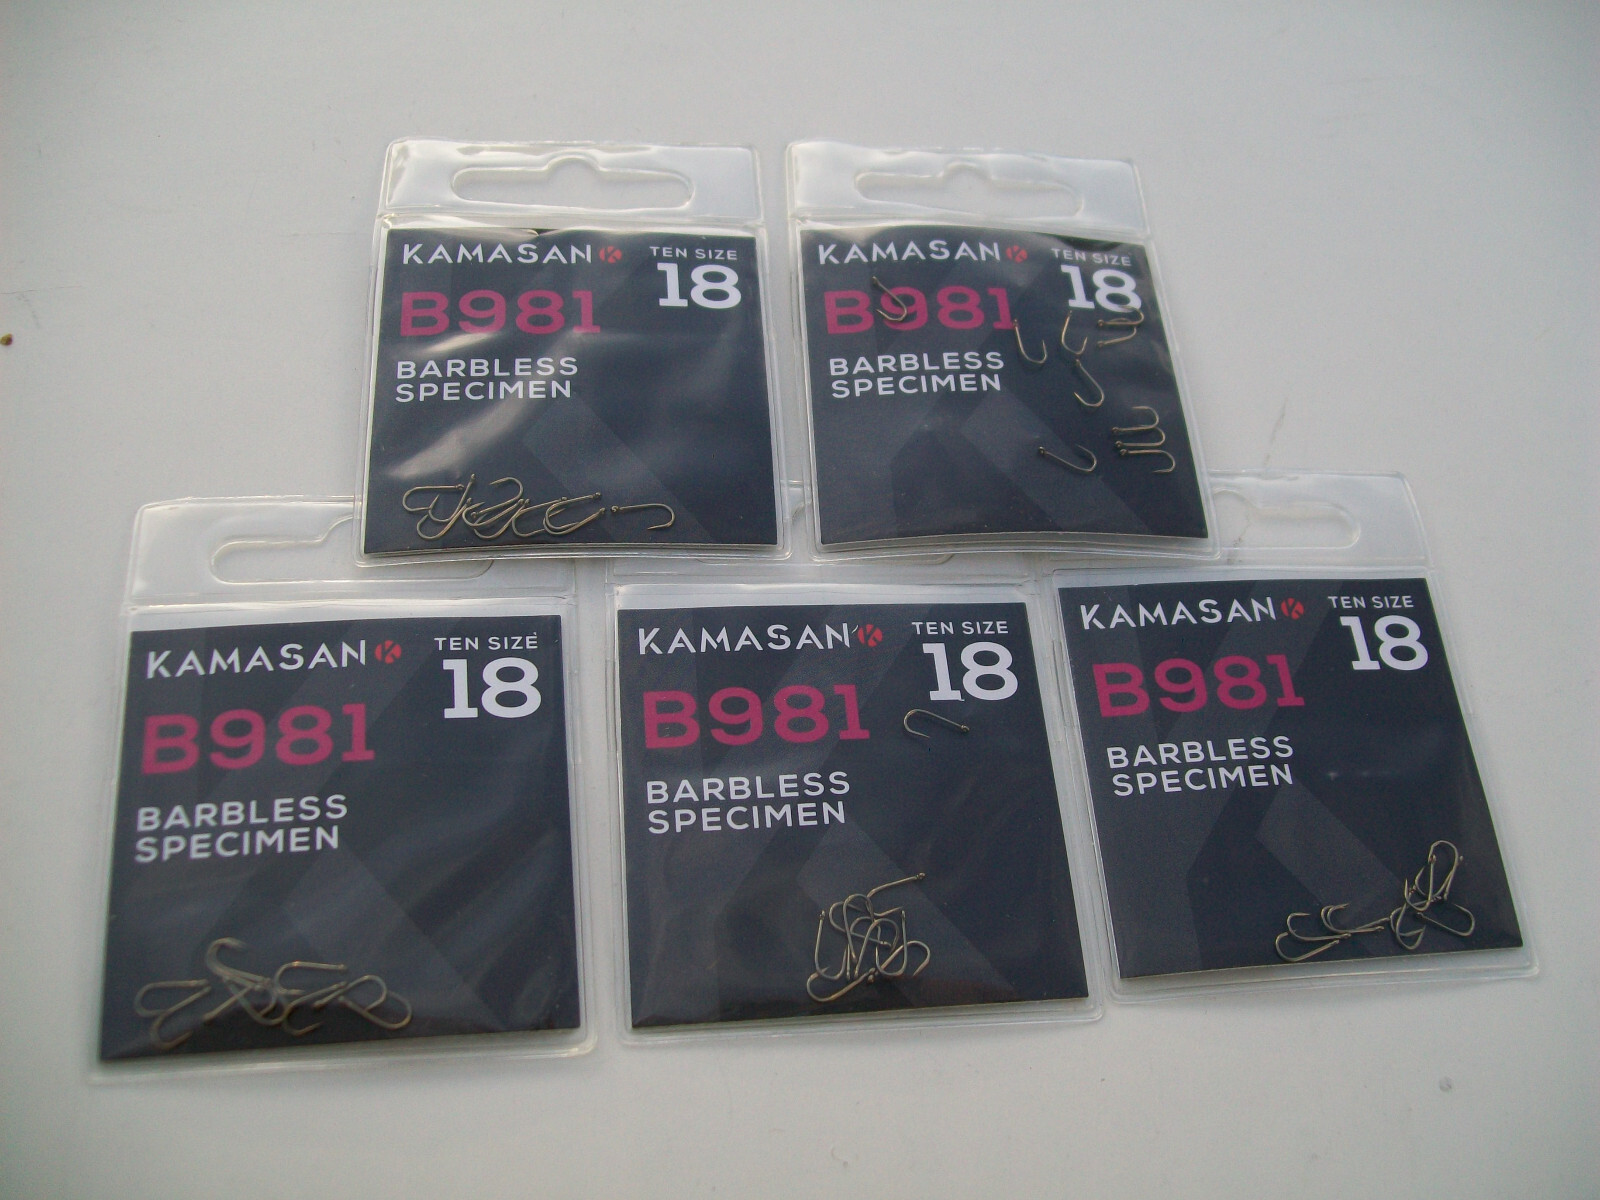 KAMASAN
TEN SIZE
18
B981
BARBLESS
SPECIMEN
KAMASAN
TEN SIZE
18
B981
BARBLESS
SPECIMEN
KAMASAN
TEN SIZE
18
B981
BARBLESS
SPECIMEN
KAMASAN
TEN SIZE
18
B981
BARBLESS
SPECIMEN
KAMASAN
TEN SIZE
18
B981
BARBLESS
SPECIMEN